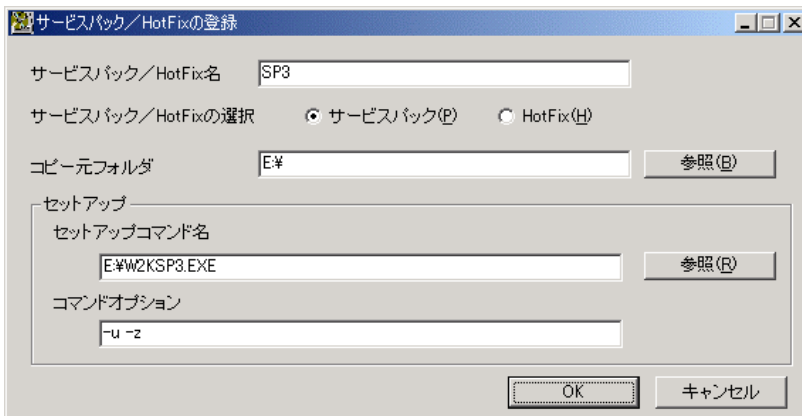 サービスパック／HotFixの登録
サービスパック／HotFix名 SP3
サービスパック／HotFixの選択 サービスパック(P) HotFix(H)
コピー元フォルダ E:¥ 参照(B)
セットアップ
セットアップコマンド名
E:¥W2KSP3.EXE 参照(R)
コマンドオプション
-u -z
OK キャンセル